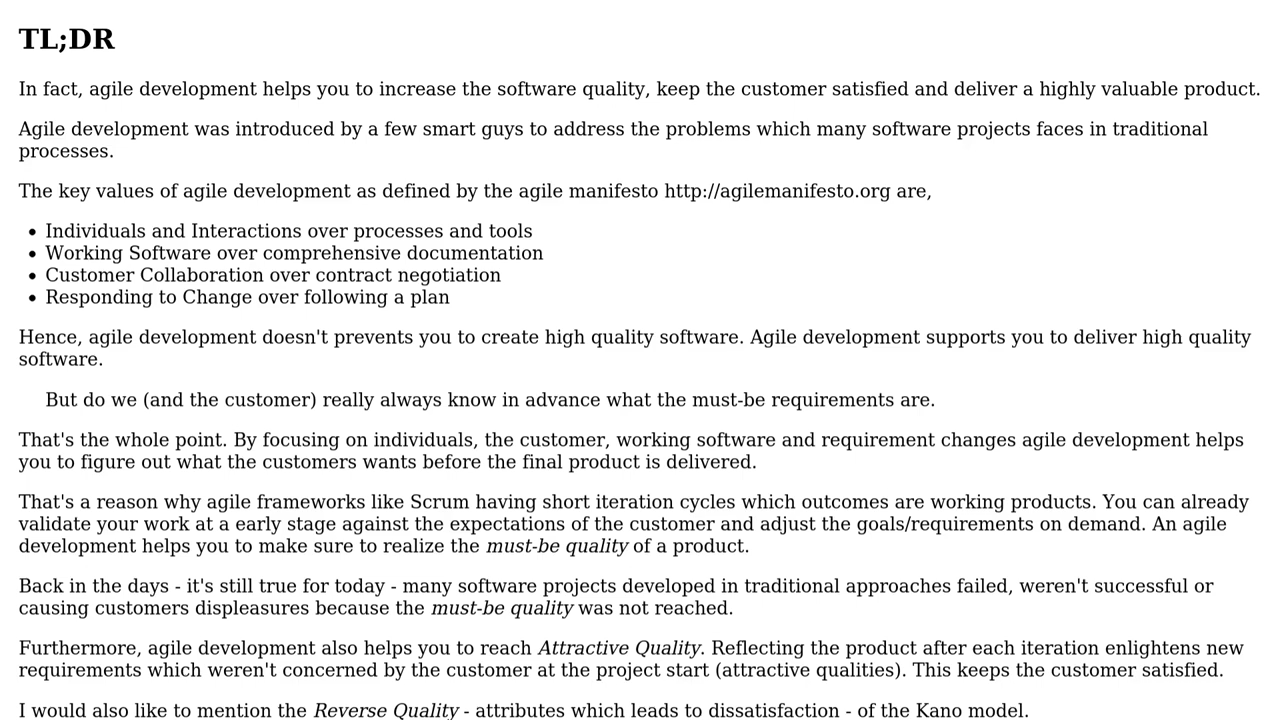 TL;DR
In fact, agile development helps you to increase the software quality, keep the customer satisfied and deliver a highly valuable product.
Agile development was introduced by a few smart guys to address the problems which many software projects faces in traditional
processes.
The key values of agile development as defined by the agile manifesto http://agilemanifesto.org are,
• Individuals and Interactions over processes and tools
• Working Software over comprehensive documentation
• Customer Collaboration over contract negotiation
• Responding to Change over following a plan
Hence, agile development doesn't prevents you to create high quality software. Agile development supports you to deliver high quality
software.
But do we (and the customer) really always know in advance what the must-be requirements are.
That's the whole point. By focusing on individuals, the customer, working software and requirement changes agile development helps
you to figure out what the customers wants before the final product is delivered.
That's a reason why agile frameworks like Scrum having short iteration cycles which outcomes are working products. You can already
validate your work at a early stage against the expectations of the customer and adjust the goals/requirements on demand. An agile
development helps you to make sure to realize the must-be quality of a product.
Back in the days - it's still true for today - many software projects developed in traditional approaches failed, weren't successful or
causing customers displeasures because the must-be quality was not reached.
Furthermore, agile development also helps you to reach Attractive Quality. Reflecting the product after each iteration enlightens new
requirements which weren't concerned by the customer at the project start (attractive qualities). This keeps the customer satisfied.
I would also like to mention the Reverse Quality - attributes which leads to dissatisfaction - of the Kano model.